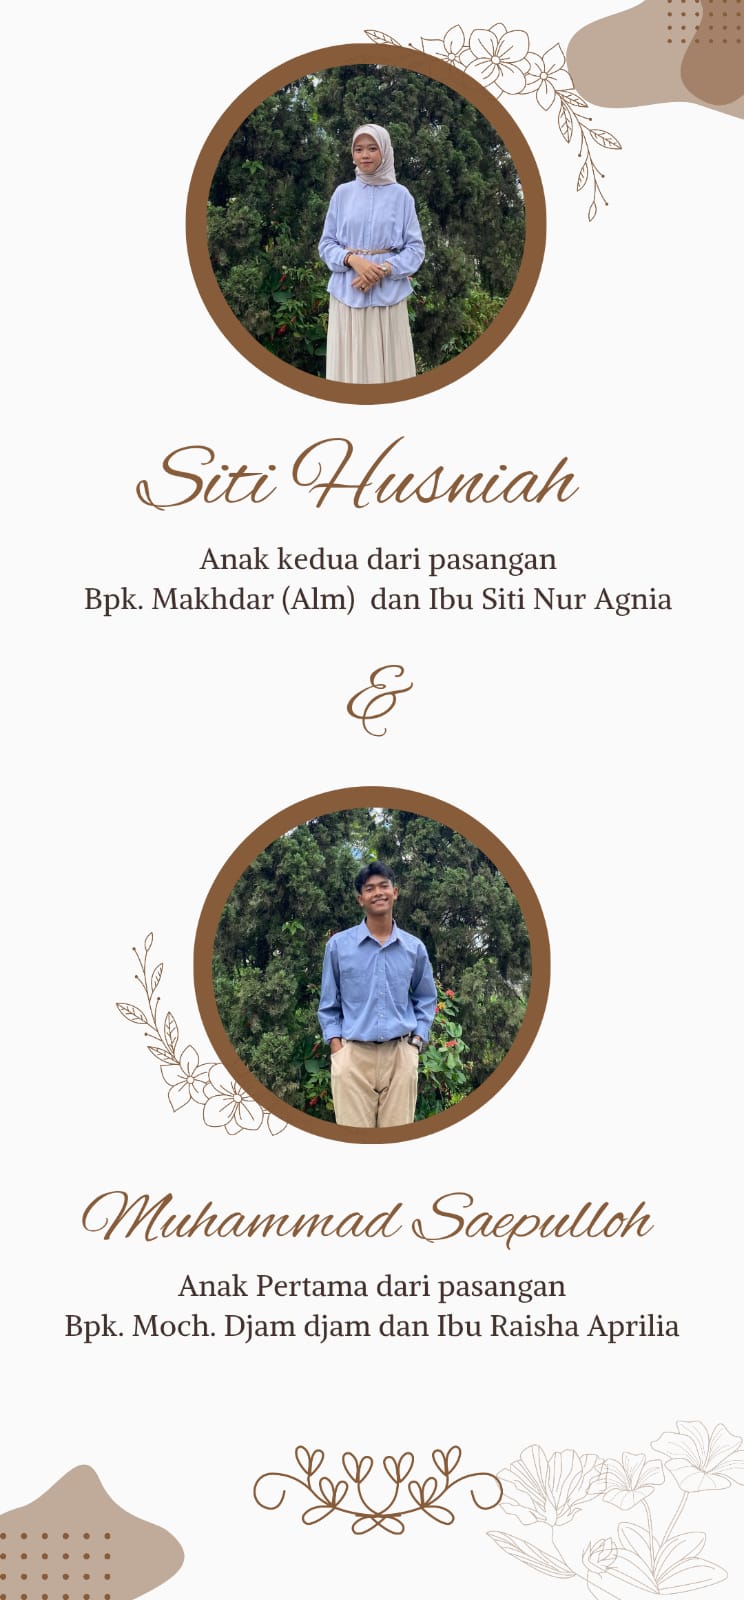 Siti Husniah
Anak kedua dari pasangan
Bpk. Makhdar (Alm)  dan Ibu Siti Nur Agnia
&
Muhammad Saepulloh
Anak Pertama dari pasangan
Bpk. Moch. Djam djam dan Ibu Raisha Aprilia